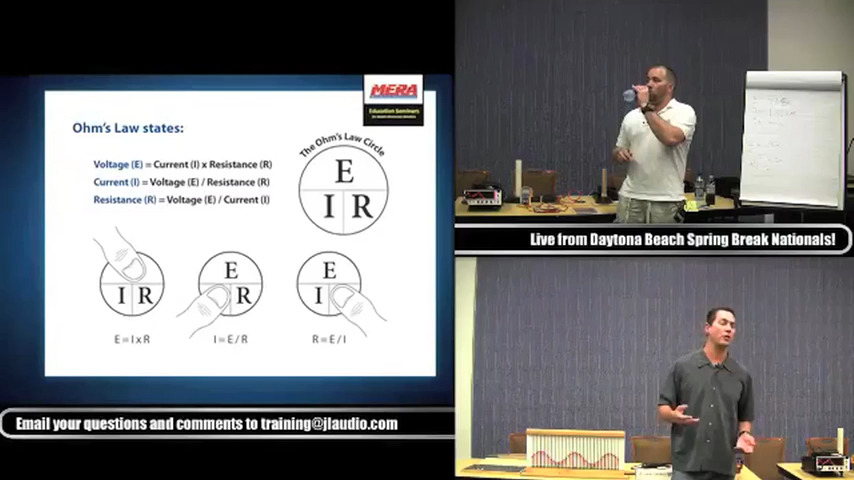 MERA
Education Seminars
Ohm's Law states:
The Ohm's Law Circle
Voltage (E) = Current (I) x Resistance (R)
Current (I) = Voltage (E) / Resistance (R)
Resistance (R) = Voltage (E) / Current (I)
E
I R
I R
E
R
E
I
E = I x R
I = E / R
R = E / I
Email your questions and comments to training@jlaudio.com
Live from Daytona Beach Spring Break Nationals!